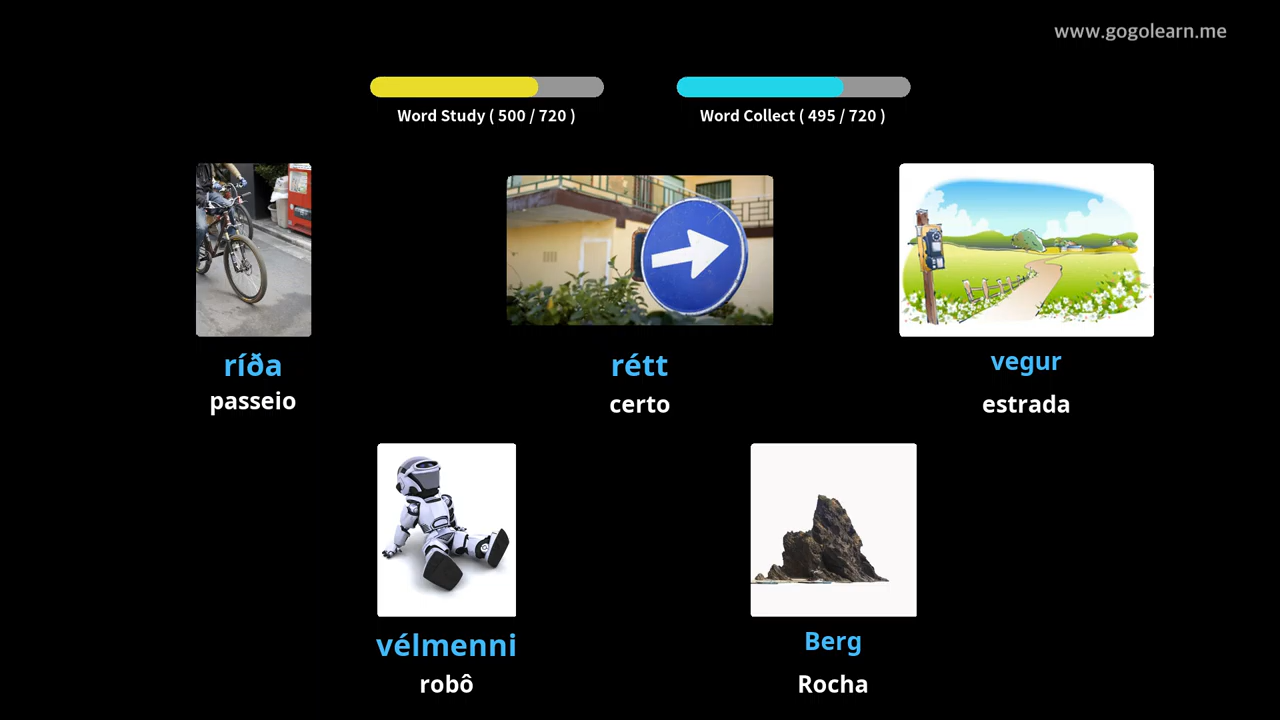 www.gogolearn.me
Word Study ( 500 / 720 )
Word Collect ( 495 / 720 )
ríða
passeio
rétt
certo
vegur
estrada
vélmenni
robô
Berg
Rocha